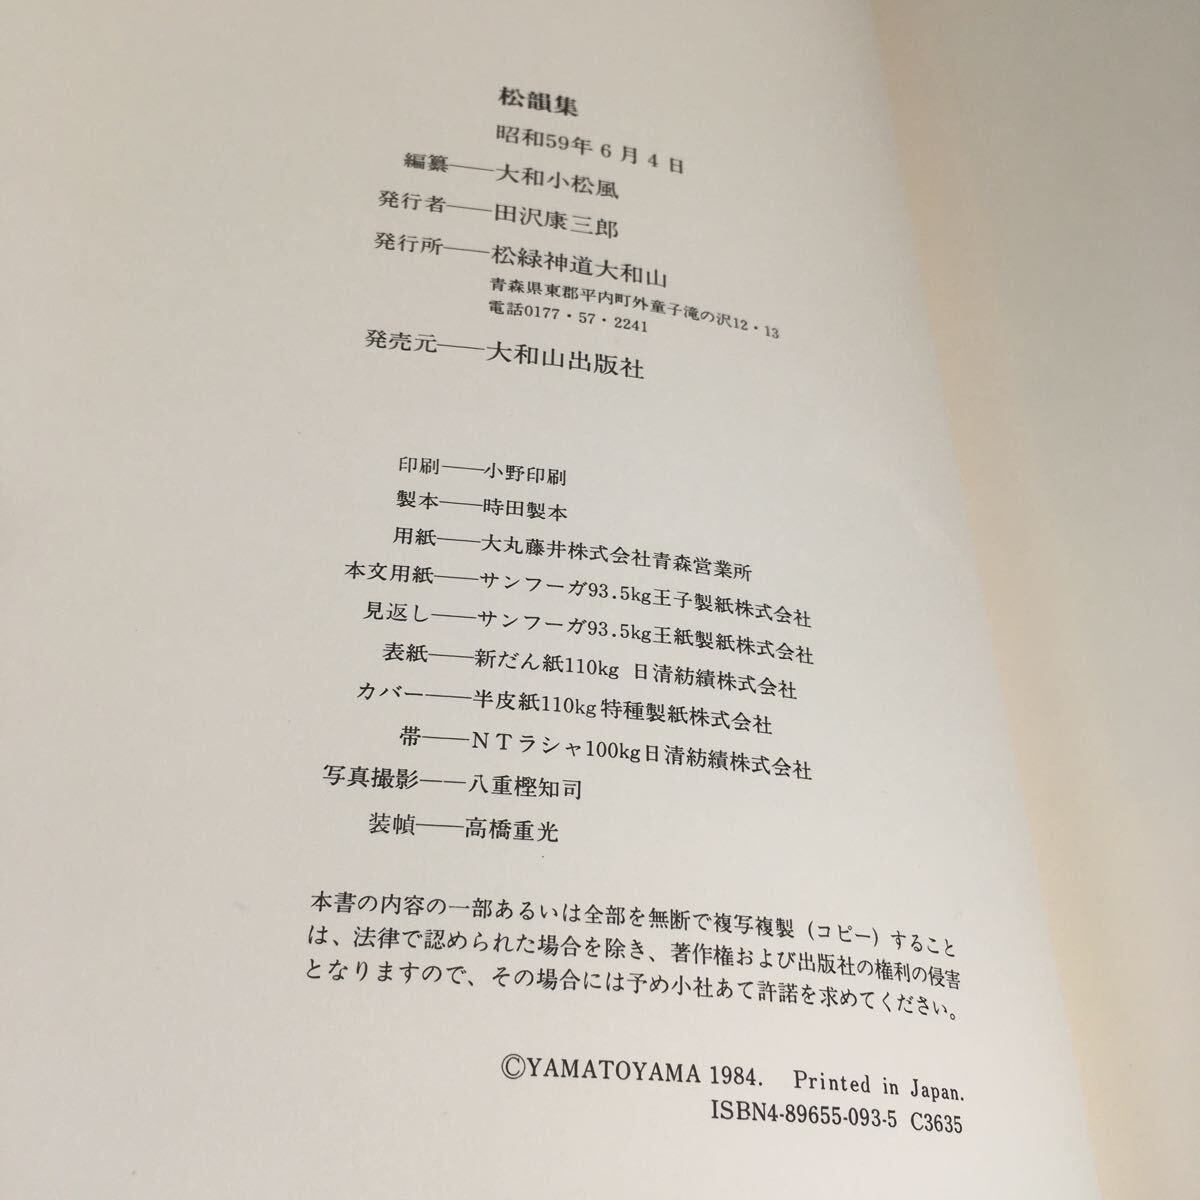 松韻集
昭和59年6月4日
編纂――大和小松風
発行者――田沢康三郎
発行所――松緑神道大和山
青森県東郡平内町外童子滝の沢12・13
電話0177・57・2241
発売元――大和山出版社
印刷――小野印刷
製本――時田製本
用紙――大丸藤井株式会社青森営業所
本文用紙――サンフーガ93.5kg王子製紙株式会社
見返し――サンフーガ93.5kg王紙製紙株式会社
表紙――新だん紙110kg 日清紡績株式会社
カバー――半皮紙110kg特種製紙株式会社
帯――NTラシャ100kg日清紡績株式会社
写真撮影――八重樫知司
装幀――高橋重光
本書の内容の一部あるいは全部を無断で複写複製(コピー)すること
は、法律で認められた場合を除き、著作権および出版社の権利の侵害
となりますので、その場合には予め小社あて許諾を求めてください。
©YAMATOYAMA 1984. Printed in Japan.
ISBN4-89655-093-5 C3635